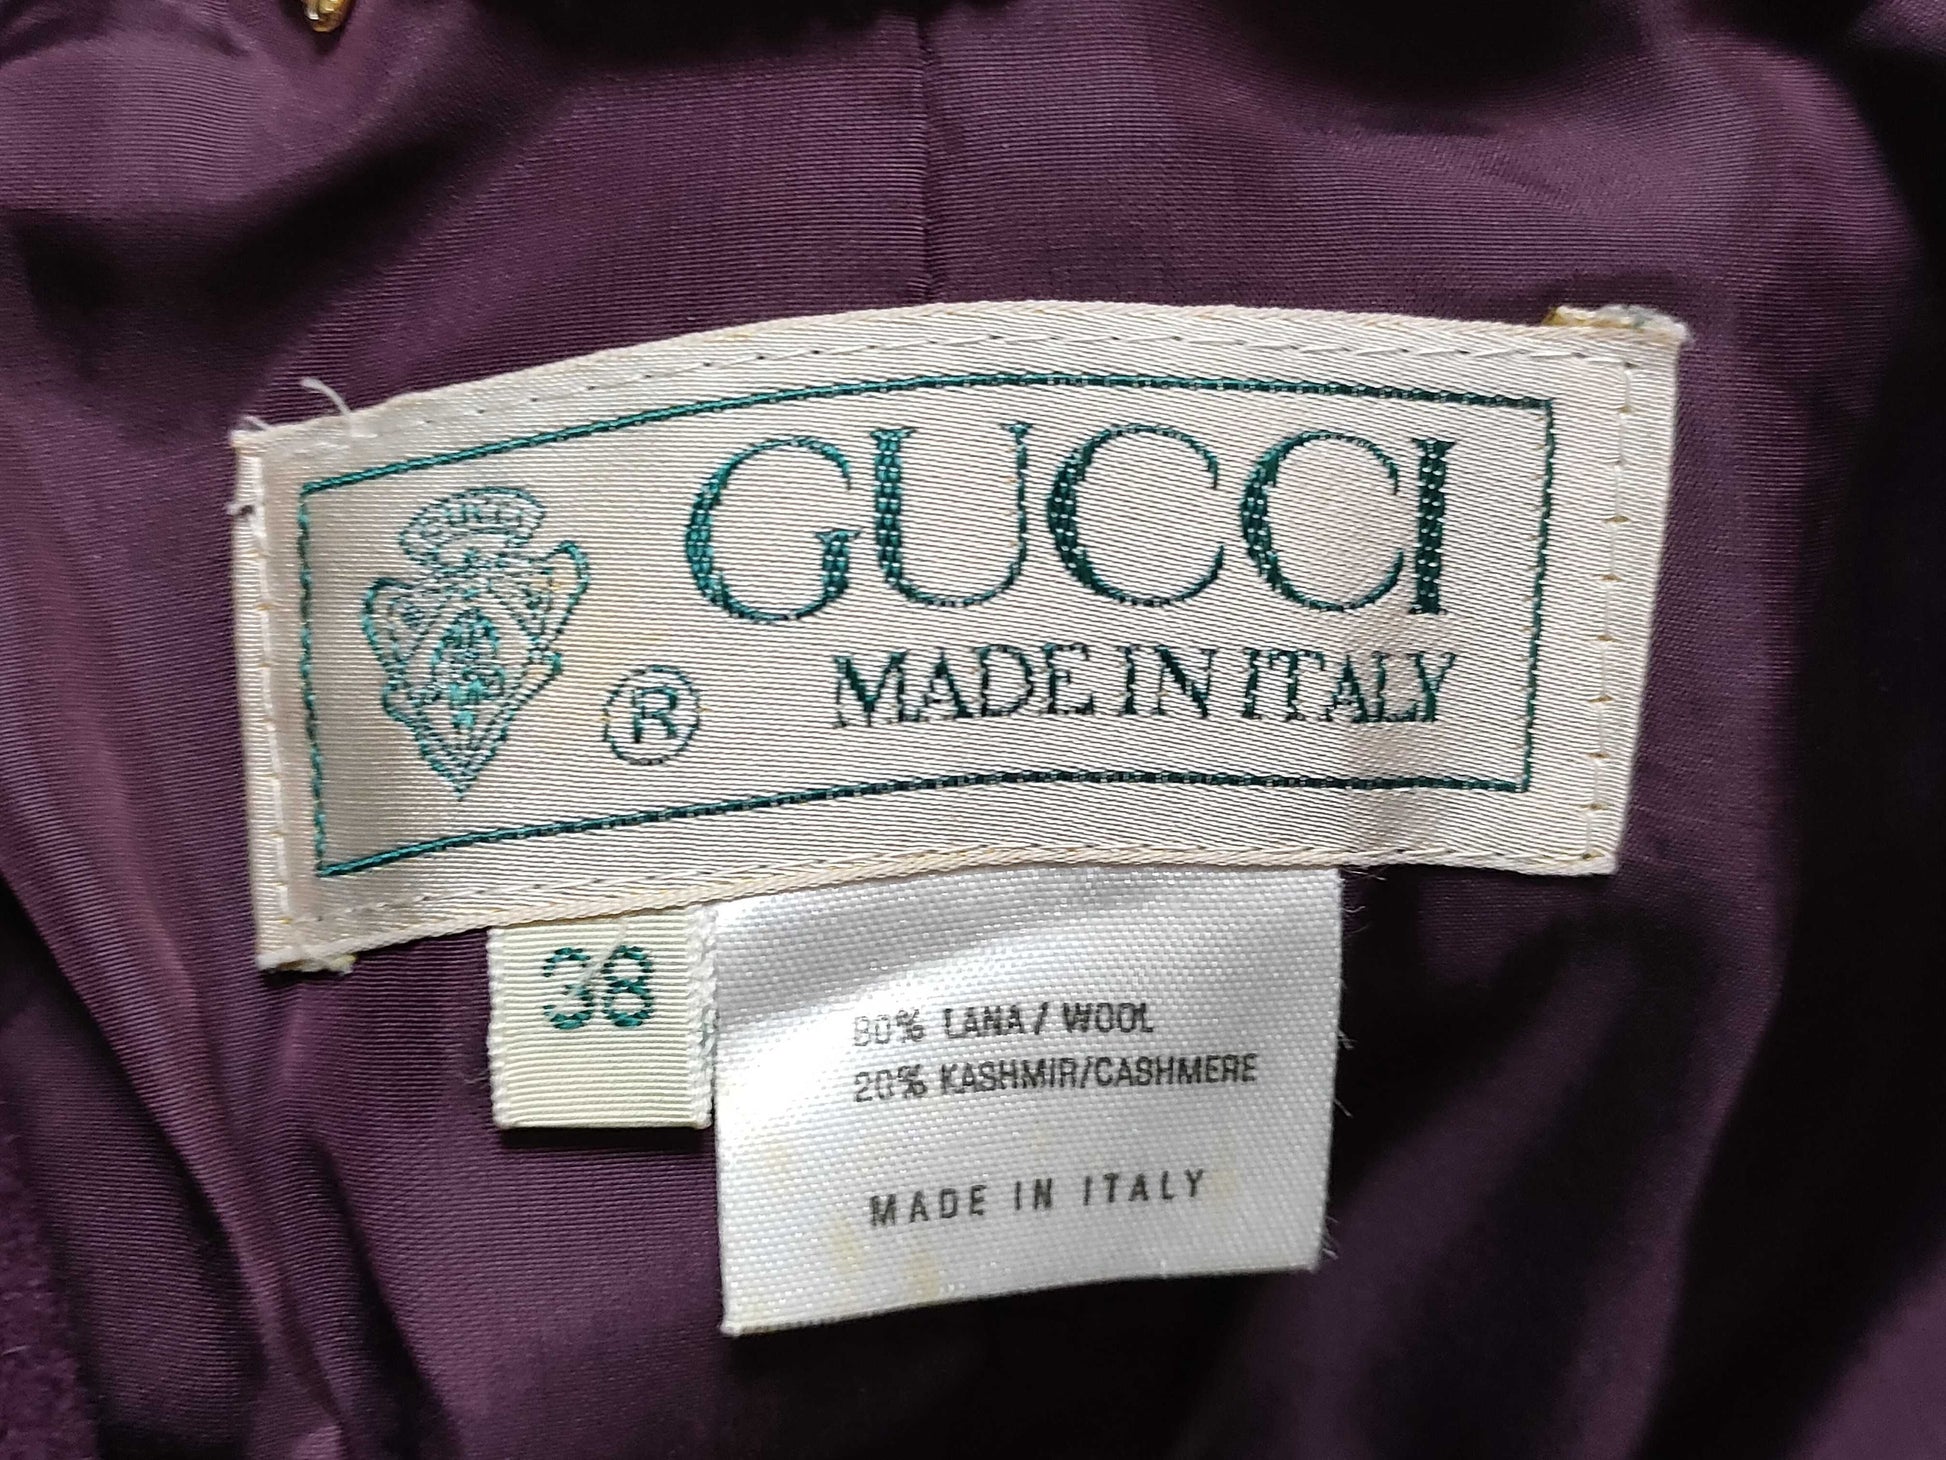 GUCCI
® MADE IN ITALY
38
80% LANA/WOOL
20% KASHMIR/CASHMERE
MADE IN ITALY